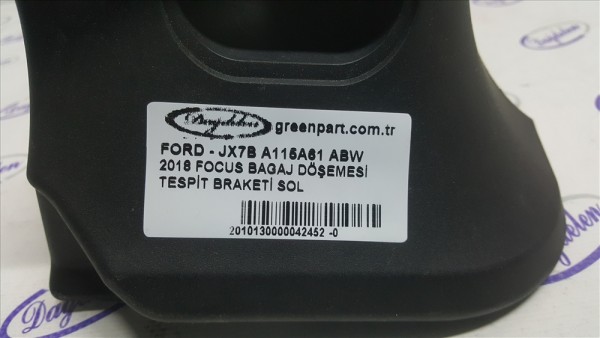 greenpart.com.tr
FORD - JX7B A115A61 ABW
2018 FOCUS BAGAJ DÖŞEMESİ
TESPİT BRAKETİ SOL
2010130000042452 -0